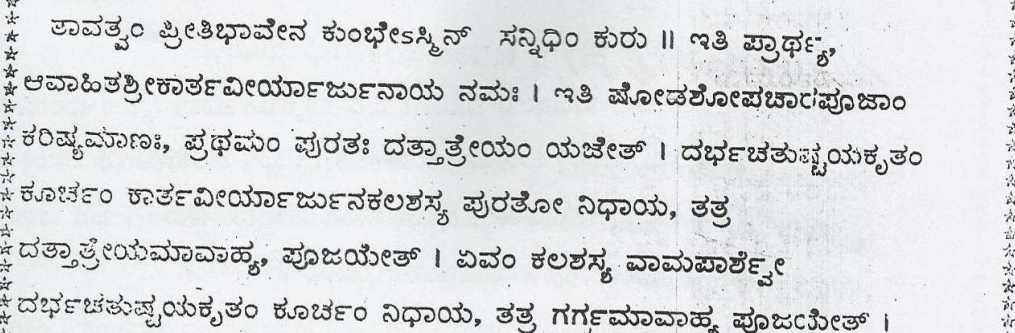 ತಾವತ್ವಂ ಪ್ರೀತಿಭಾವೇನ ಕುಂಭೇಽಸ್ಮಿನ್ ಸನ್ನಿಧಿಂ ಕುರು || ಇತಿ ಪ್ರಾರ್ಥ್ಯ,
ಆವಾಹಿತಶ್ರೀಕಾರ್ತವೀರ್ಯಾರ್ಜುನಾಯ ನಮಃ | ಇತಿ ಷೋಡಶೋಪಚಾರಪೂಜಾಂ
ಕರಿಷ್ಯಮಾಣಃ, ಪ್ರಥಮಂ ಪುರತಃ ದತ್ತಾತ್ರೇಯಂ ಯಜೇತ್ | ದರ್ಭಚತುಷ್ಟಯಕೃತಂ
ಕೂರ್ಚಂ ಕಾರ್ತವೀರ್ಯಾರ್ಜುನಕಲಶಸ್ಯ ಪುರತೋ ನಿಧಾಯ, ತತ್ರ
ದತ್ತಾತ್ರೇಯಮಾವಾಹ್ಯ, ಪೂಜಯೇತ್ | ಏವಂ ಕಲಶಸ್ಯ ವಾಮಪಾರ್ಶ್ವೇ
ದರ್ಭಚತುಷ್ಟಯಕೃತಂ ಕೂರ್ಚಂ ನಿಧಾಯ, ತತ್ರ ಗರ್ಗಮಾವಾಹ್ಯ ಪೂಜಯೇತ್ |